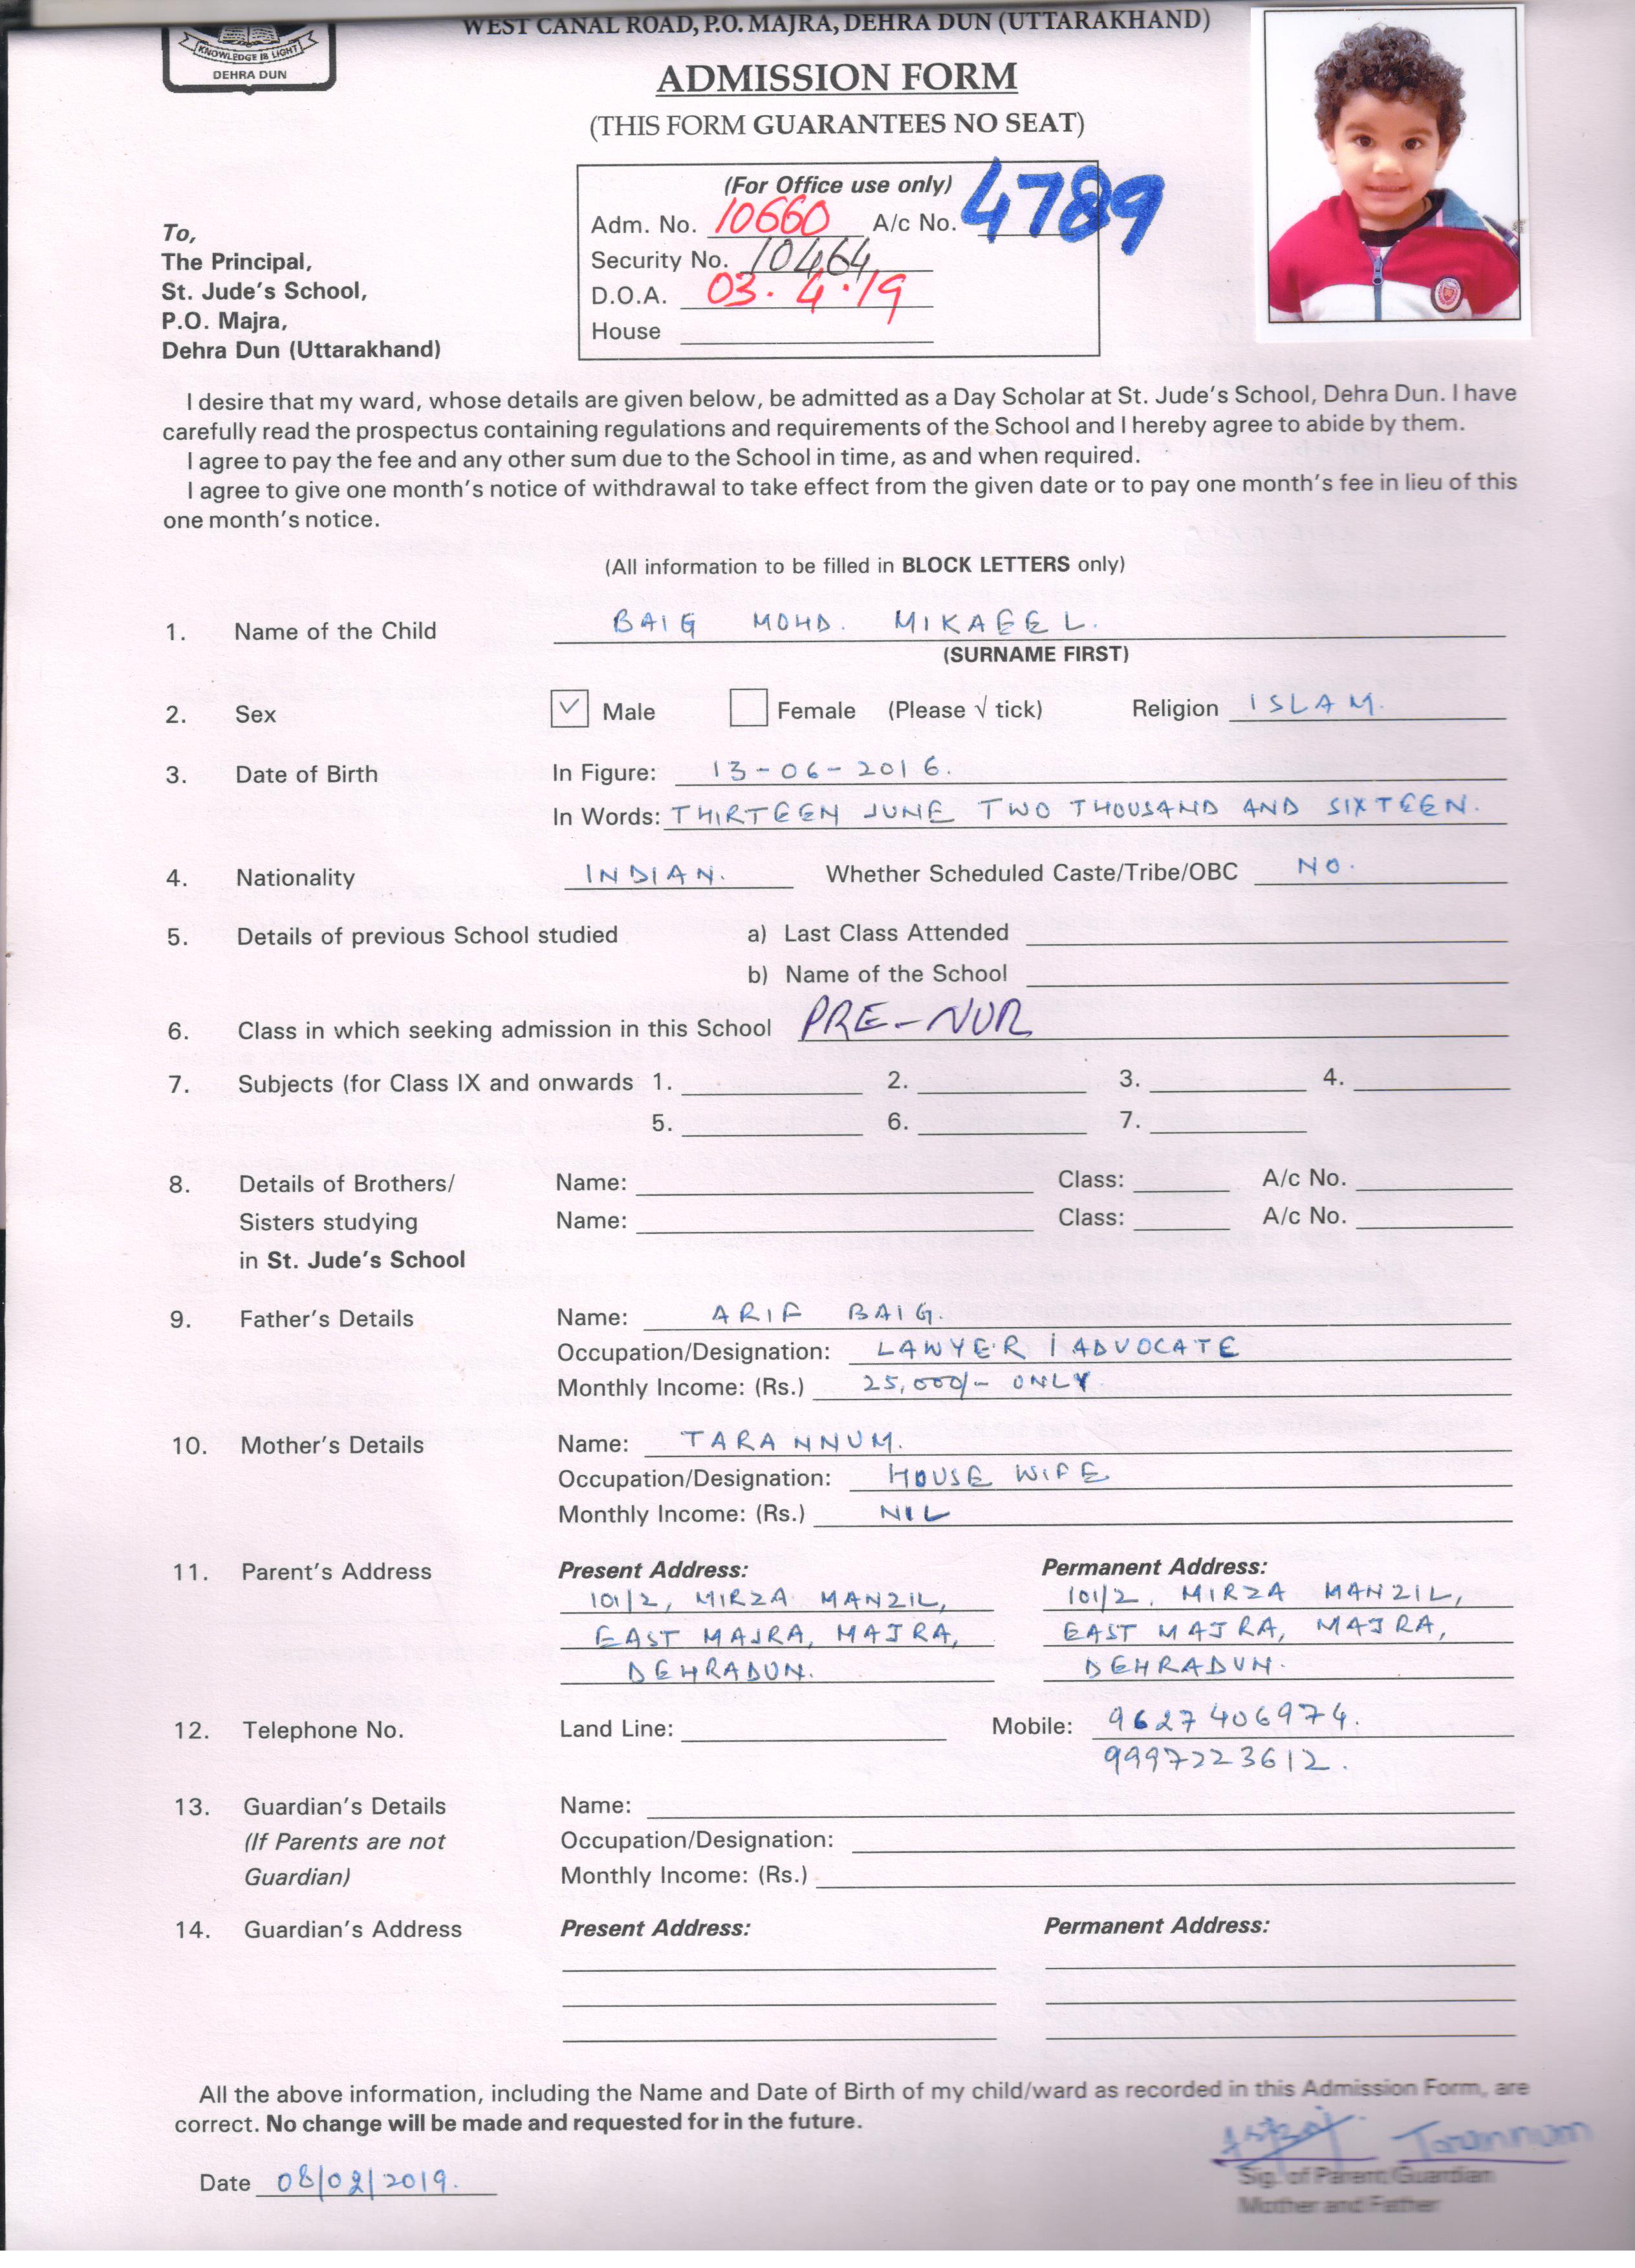 KNOWLEDGE IS LIGHT
DEHRA DUN
WEST CANAL ROAD, P.O. MAJRA, DEHRA DUN (UTTARAKHAND)
ADMISSION FORM
(THIS FORM GUARANTEES NO SEAT)
(For Office use only)
Adm. No. 10660 A/c No. 4789
Security No. 10464
D.O.A. 03.4.19
House
To,
The Principal,
St. Jude's School,
P.O. Majra,
Dehra Dun (Uttarakhand)
I desire that my ward, whose details are given below, be admitted as a Day Scholar at St. Jude's School, Dehra Dun. I have
carefully read the prospectus containing regulations and requirements of the School and I hereby agree to abide by them.
I agree to pay the fee and any other sum due to the School in time, as and when required.
I agree to give one month's notice of withdrawal to take effect from the given date or to pay one month's fee in lieu of this
one month's notice.
(All information to be filled in BLOCK LETTERS only)
1. Name of the Child BAIG MOHD. MIKAEEL.
(SURNAME FIRST)
2. Sex ✓ Male Female (Please √ tick) Religion ISLAM.
3. Date of Birth In Figure: 13-06-2016.
In Words: THIRTEEN JUNE TWO THOUSAND AND SIXTEEN.
4. Nationality INDIAN. Whether Scheduled Caste/Tribe/OBC NO.
5. Details of previous School studied a) Last Class Attended
b) Name of the School
6. Class in which seeking admission in this School PRE-NUR
7. Subjects (for Class IX and onwards 1. 2. 3. 4.
5. 6. 7.
8. Details of Brothers/ Name: Class: A/c No.
Sisters studying Name: Class: A/c No.
in St. Jude's School
9. Father's Details Name: ARIF BAIG.
Occupation/Designation: LAWYER | ADVOCATE
Monthly Income: (Rs.) 25,000/- ONLY
10. Mother's Details Name: TARANNUM.
Occupation/Designation: HOUSE WIFE
Monthly Income: (Rs.) NIL
11. Parent's Address Present Address: Permanent Address:
101/2, MIRZA MANZIL, 101/2, MIRZA MANZIL,
EAST MAJRA, MAJRA, EAST MAJRA, MAJRA,
DEHRADUN. DEHRADUN.
12. Telephone No. Land Line: Mobile: 9627406974.
9997223612.
13. Guardian's Details Name:
(If Parents are not Occupation/Designation:
Guardian) Monthly Income: (Rs.)
14. Guardian's Address Present Address: Permanent Address:
All the above information, including the Name and Date of Birth of my child/ward as recorded in this Admission Form, are
correct. No change will be made and requested for in the future.
Tarannum
Date 08/02/2019. Sig. of Parent/Guardian
Mother and Father